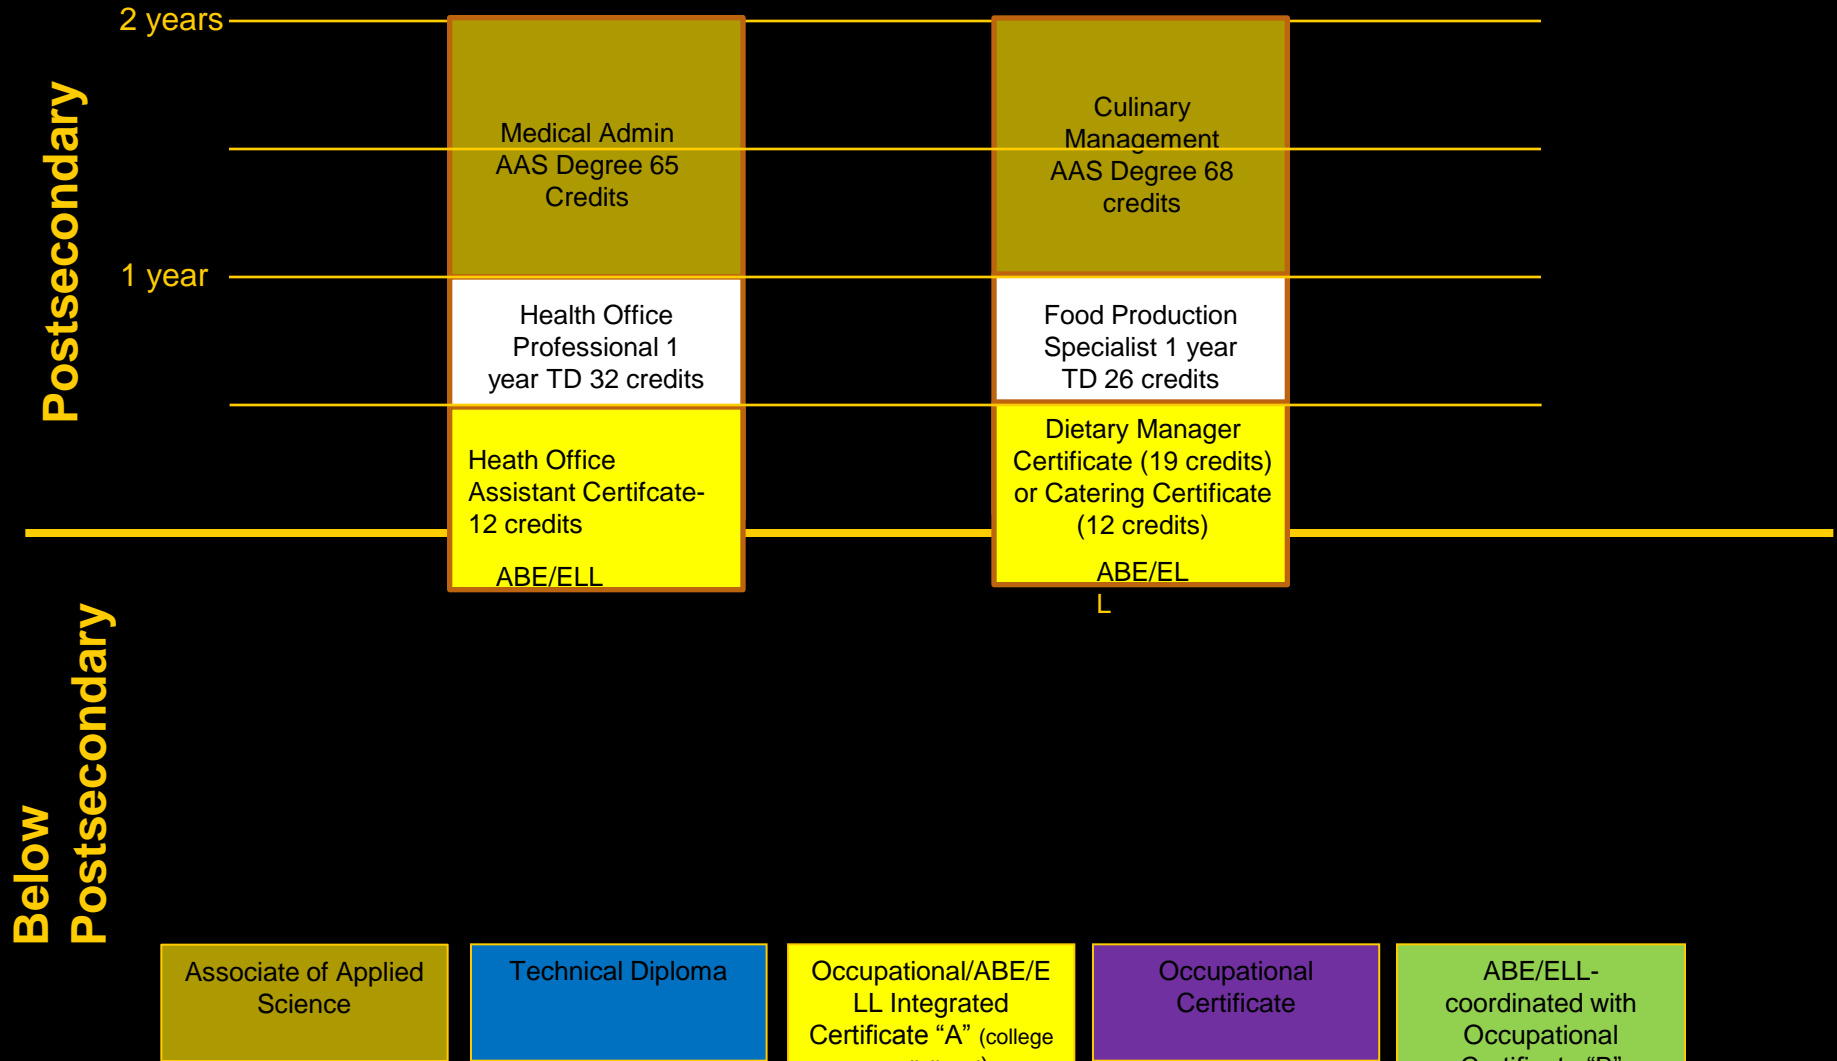 2 years
Postsecondary
1 year
Medical Admin
AAS Degree 65
Credits
Health Office
Professional 1
year TD 32 credits
Heath Office
Assistant Certifcate-
12 credits
ABE/ELL
Culinary
Management
AAS Degree 68
credits
Food Production
Specialist 1 year
TD 26 credits
Dietary Manager
Certificate (19 credits)
or Catering Certificate
(12 credits)
ABE/EL
L
Below
Postsecondary
Associate of Applied
Science
Technical Diploma
Occupational/ABE/E
LL Integrated
Certificate “A” (college
Occupational
Certificate
ABE/ELL-
coordinated with
Occupational
Certificate “B”